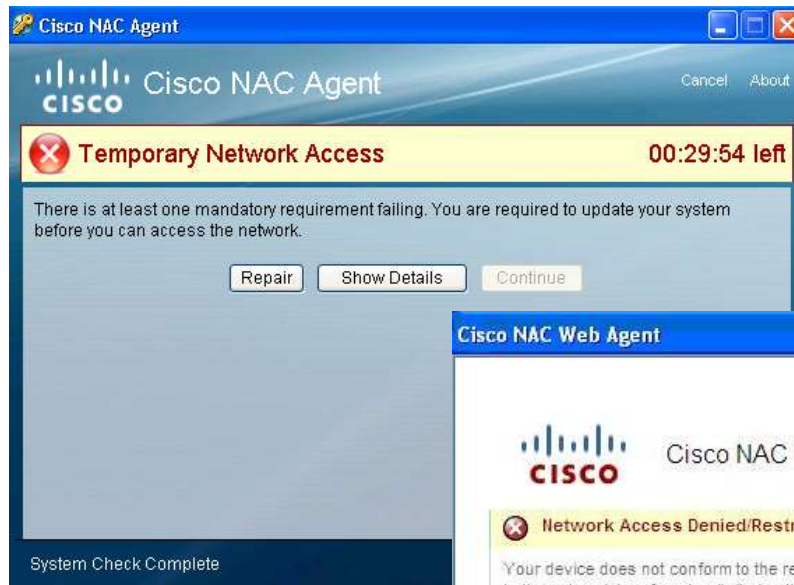 Cisco NAC Agent
CISCO
Cisco NAC Agent
Cancel
About
Temporary Network Access
00:29:54 left
There is at least one mandatory requirement failing. You are required to update your system
before you can access the network.
Repair
Show Details
Continue
System Check Complete
Cisco NAC Web Agent
CISCO
Cisco NAC
Network Access Denied/Restr
Your device does not conform to the re